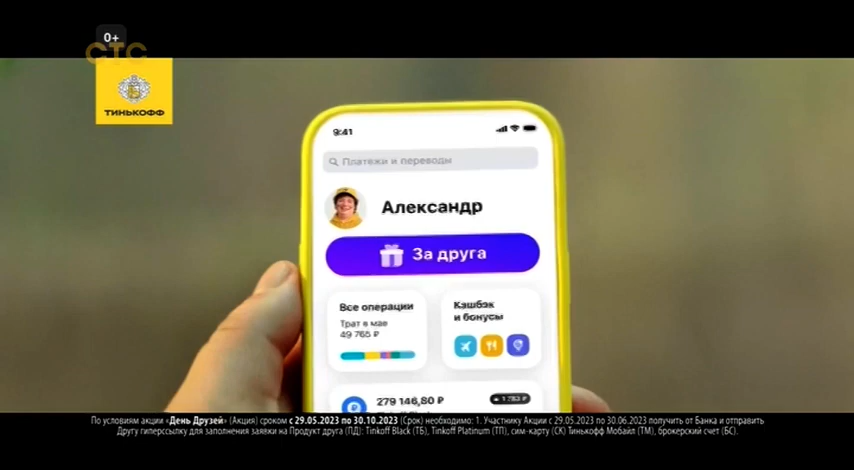 0+
СТС
ТИНЬКОФФ
9:41
Платежи и переводы
Александр
За друга
Все операции
Трат в мае
49 765 ₽
Кэшбэк
и бонусы
279 146,80 ₽
По условиям акции «День Друзей» (Акция) сроком с 29.05.2023 по 30.10.2023 (Срок) необходимо: 1. Участнику Акции с 29.05.2023 по 30.06.2023 получить от Банка и отправить
Другу гиперссылку для заполнения заявки на Продукт друга (ПД): Tinkoff Black (ТБ), Tinkoff Platinum (ТП), сим-карту (СК) Тинькофф Мобайл (ТМ), брокерский счет (БС).